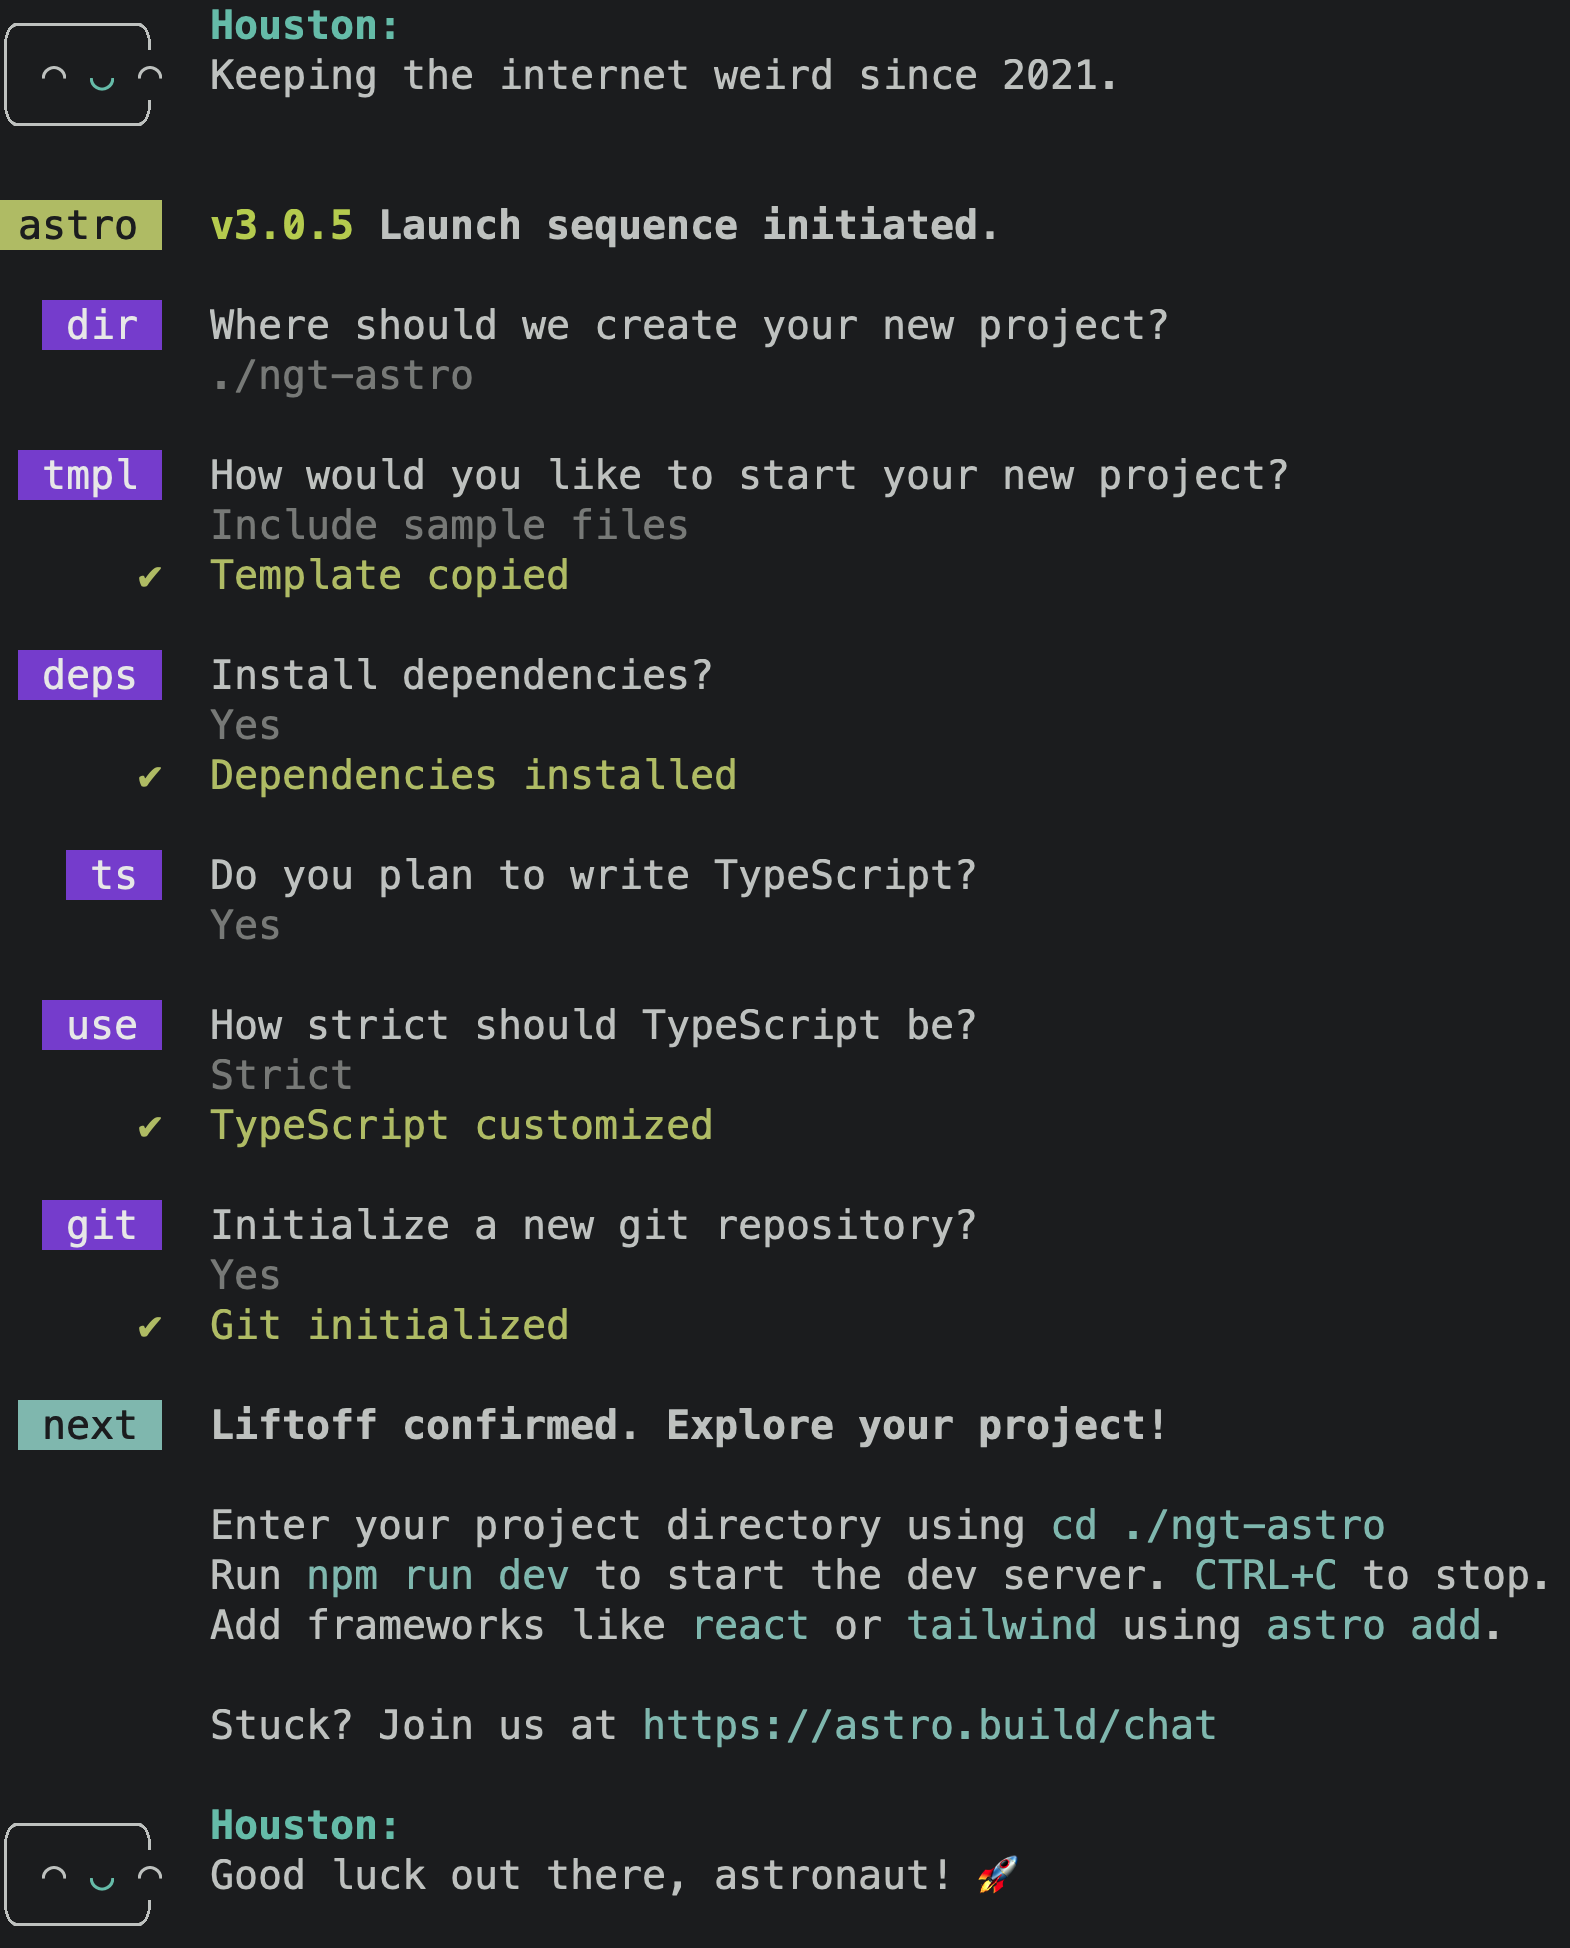 Houston:
Keeping the internet weird since 2021.
astro v3.0.5 Launch sequence initiated.
dir Where should we create your new project?
./ngt-astro
tmpl How would you like to start your new project?
Include sample files
✔ Template copied
deps Install dependencies?
Yes
✔ Dependencies installed
ts Do you plan to write TypeScript?
Yes
use How strict should TypeScript be?
Strict
✔ TypeScript customized
git Initialize a new git repository?
Yes
✔ Git initialized
next Liftoff confirmed. Explore your project!
Enter your project directory using cd ./ngt-astro
Run npm run dev to start the dev server. CTRL+C to stop.
Add frameworks like react or tailwind using astro add.
Stuck? Join us at https://astro.build/chat
Houston:
Good luck out there, astronaut! 🚀